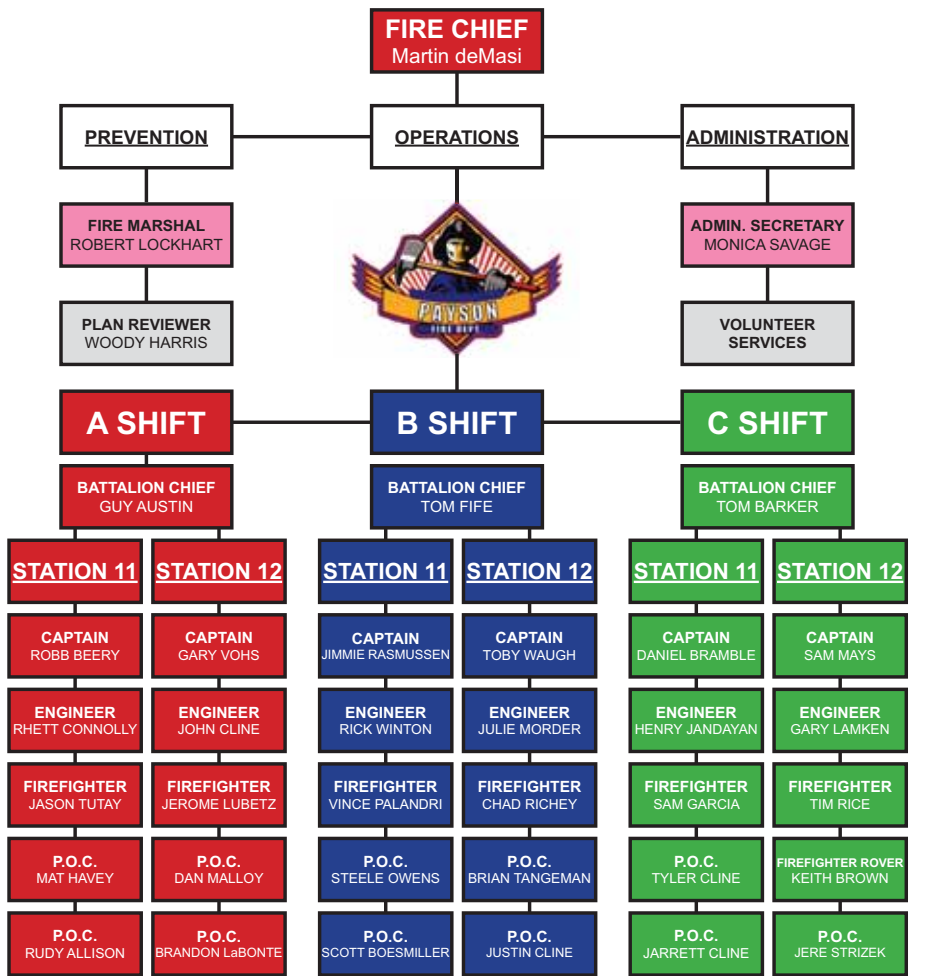 FIRE CHIEF
Martin deMasi
PREVENTION
OPERATIONS
ADMINISTRATION
FIRE MARSHAL
ROBERT LOCKHART
ADMIN. SECRETARY
MONICA SAVAGE
PAYSON
FIRE DEPT
PLAN REVIEWER
WOODY HARRIS
VOLUNTEER
SERVICES
A SHIFT
B SHIFT
C SHIFT
BATTALION CHIEF
GUY AUSTIN
BATTALION CHIEF
TOM FIFE
BATTALION CHIEF
TOM BARKER
STATION 11
STATION 12
STATION 11
STATION 12
STATION 11
STATION 12
CAPTAIN
ROBB BEERY
CAPTAIN
GARY VOHS
CAPTAIN
JIMMIE RASMUSSEN
CAPTAIN
TOBY WAUGH
CAPTAIN
DANIEL BRAMBLE
CAPTAIN
SAM MAYS
ENGINEER
RHETT CONNOLLY
ENGINEER
JOHN CLINE
ENGINEER
RICK WINTON
ENGINEER
JULIE MORDER
ENGINEER
HENRY JANDAYAN
ENGINEER
GARY LAMKEN
FIREFIGHTER
JASON TUTAY
FIREFIGHTER
JEROME LUBETZ
FIREFIGHTER
VINCE PALANDRI
FIREFIGHTER
CHAD RICHEY
FIREFIGHTER
SAM GARCIA
FIREFIGHTER
TIM RICE
P.O.C.
MAT HAVEY
P.O.C.
DAN MALLOY
P.O.C.
STEELE OWENS
P.O.C.
BRIAN TANGEMAN
P.O.C.
TYLER CLINE
FIREFIGHTER ROVER
KEITH BROWN
P.O.C.
RUDY ALLISON
P.O.C.
BRANDON LaBONTE
P.O.C.
SCOTT BOESMILLER
P.O.C.
JUSTIN CLINE
P.O.C.
JARRETT CLINE
P.O.C.
JERE STRIZEK